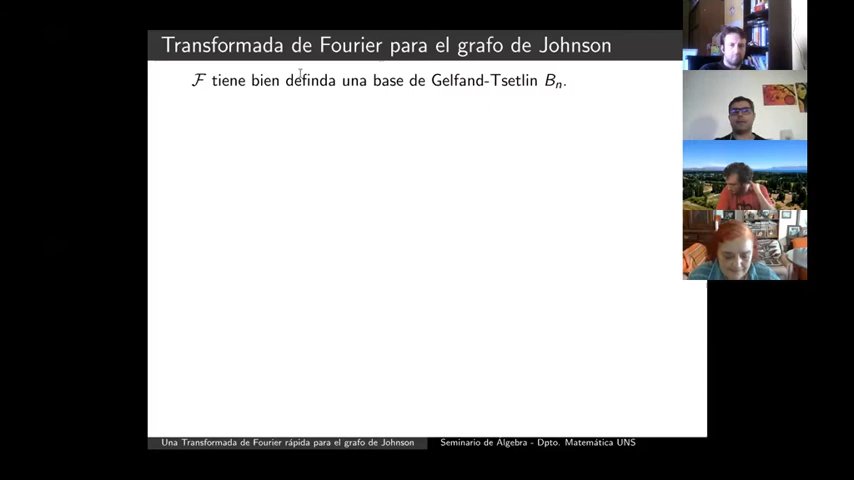 Transformada de Fourier para el grafo de Johnson
ℱ tiene bien definda una base de Gelfand-Tsetlin Bₙ.
Una Transformada de Fourier rápida para el grafo de Johnson
Seminario de Álgebra - Dpto. Matemática UNS